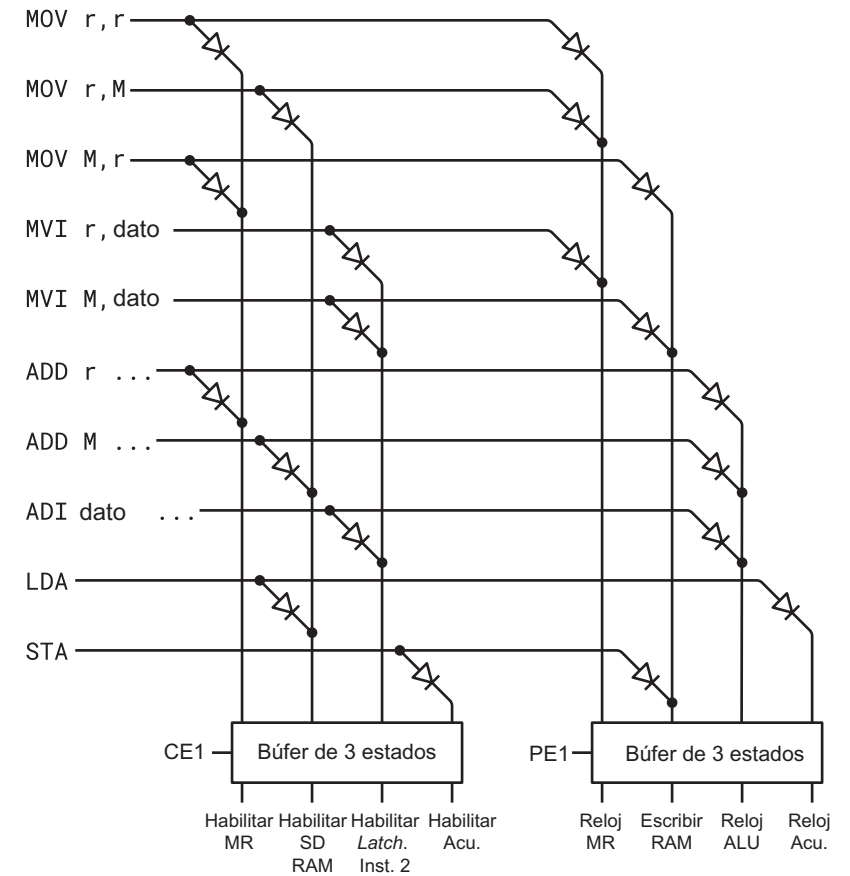 MOV r,r
MOV r,M
MOV M,r
MVI r,dato
MVI M,dato
ADD r ...
ADD M ...
ADI dato ...
LDA
STA
CE1 Búfer de 3 estados PE1 Búfer de 3 estados
Habilitar Habilitar Habilitar Habilitar Reloj Escribir Reloj Reloj
MR SD Latch. Acu. MR RAM ALU Acu.
RAM Inst. 2